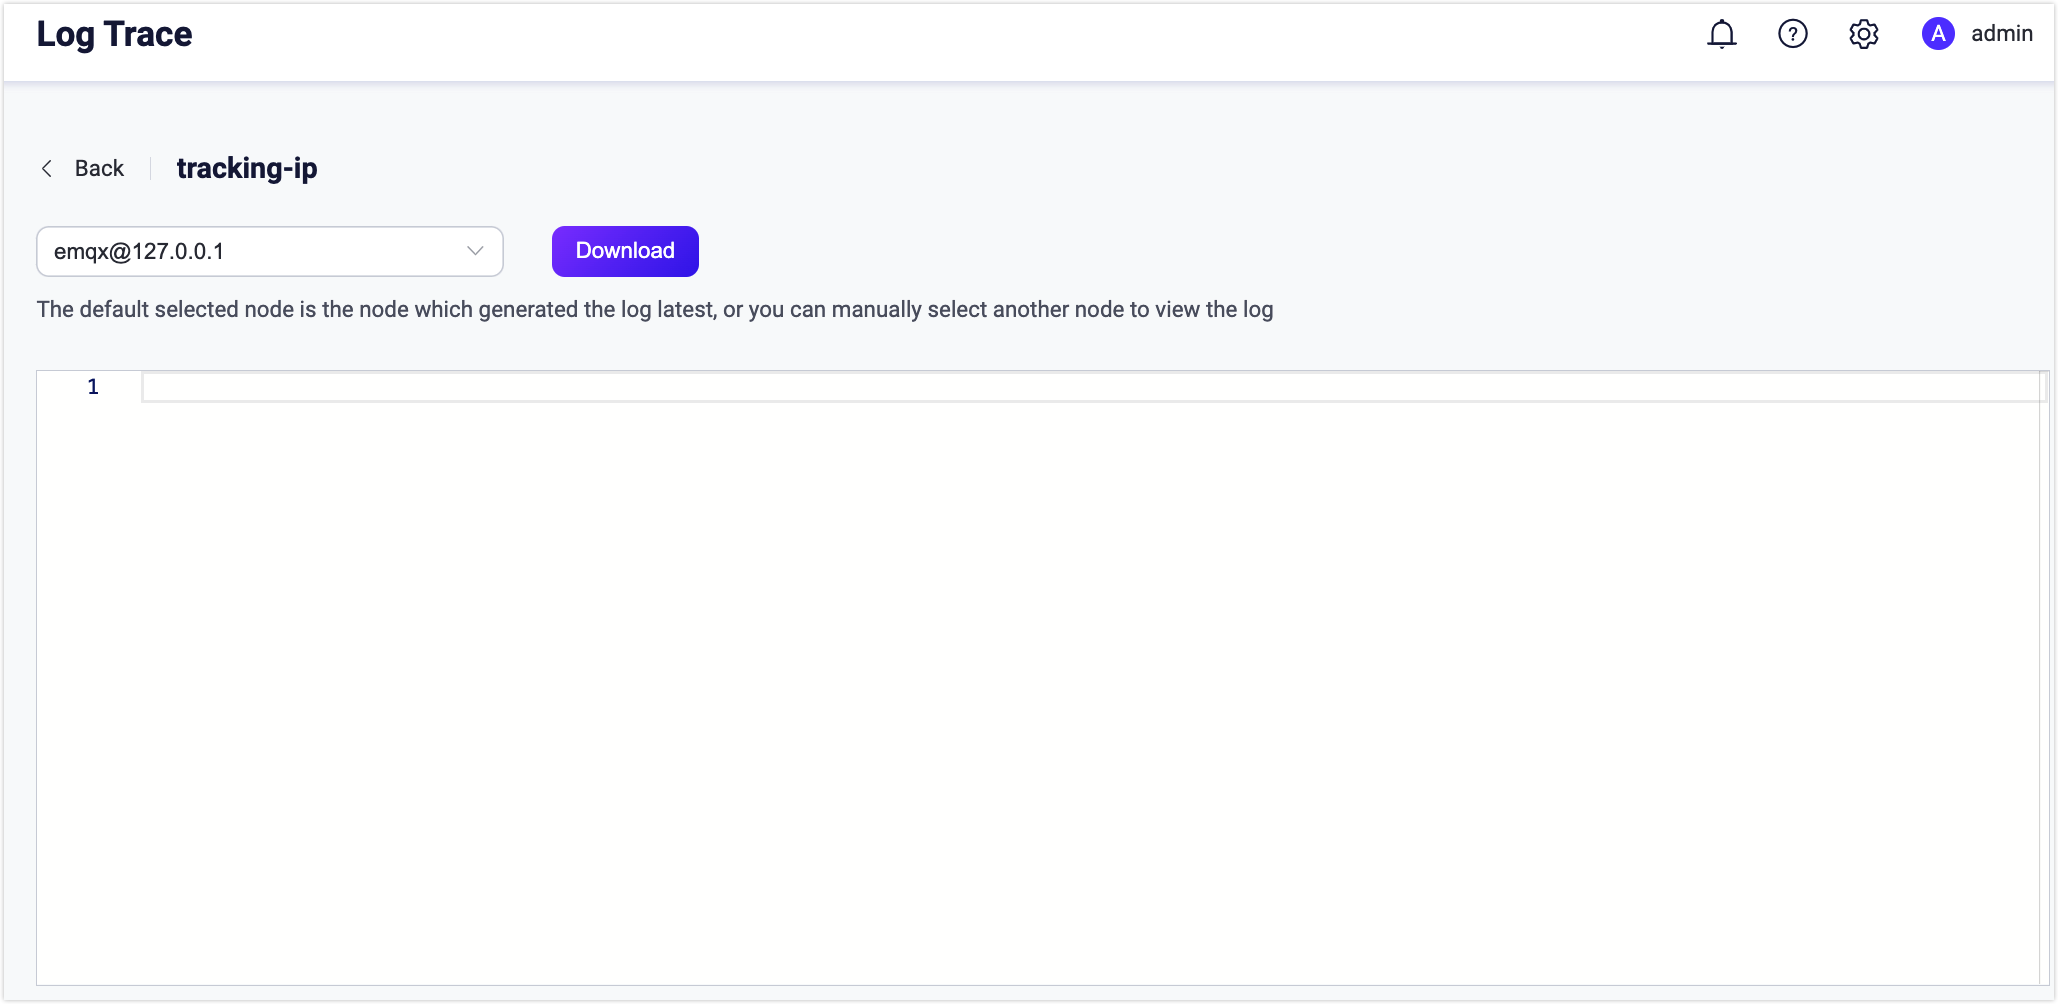 Log Trace
A admin
Back
tracking-ip
emqx@127.0.0.1
Download
The default selected node is the node which generated the log latest, or you can manually select another node to view the log
1